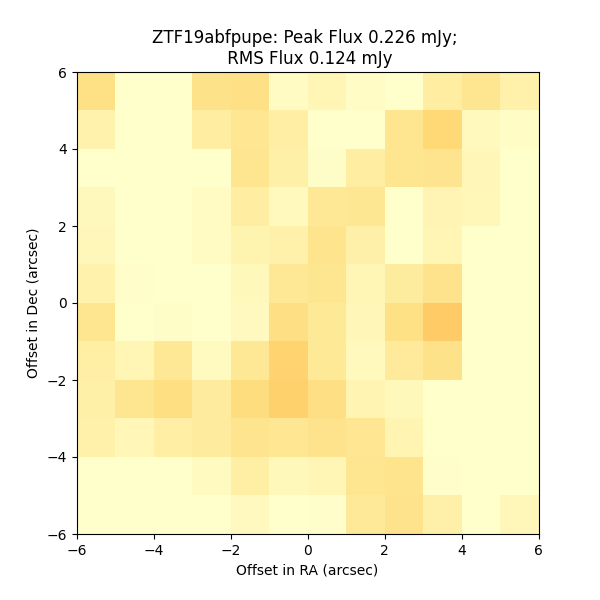 ZTF19abfpupe: Peak Flux 0.226 mJy;
RMS Flux 0.124 mJy
6
4
2
0
−2
−4
−6
Offset in Dec (arcsec)
−6 −4 −2 0 2 4 6
Offset in RA (arcsec)